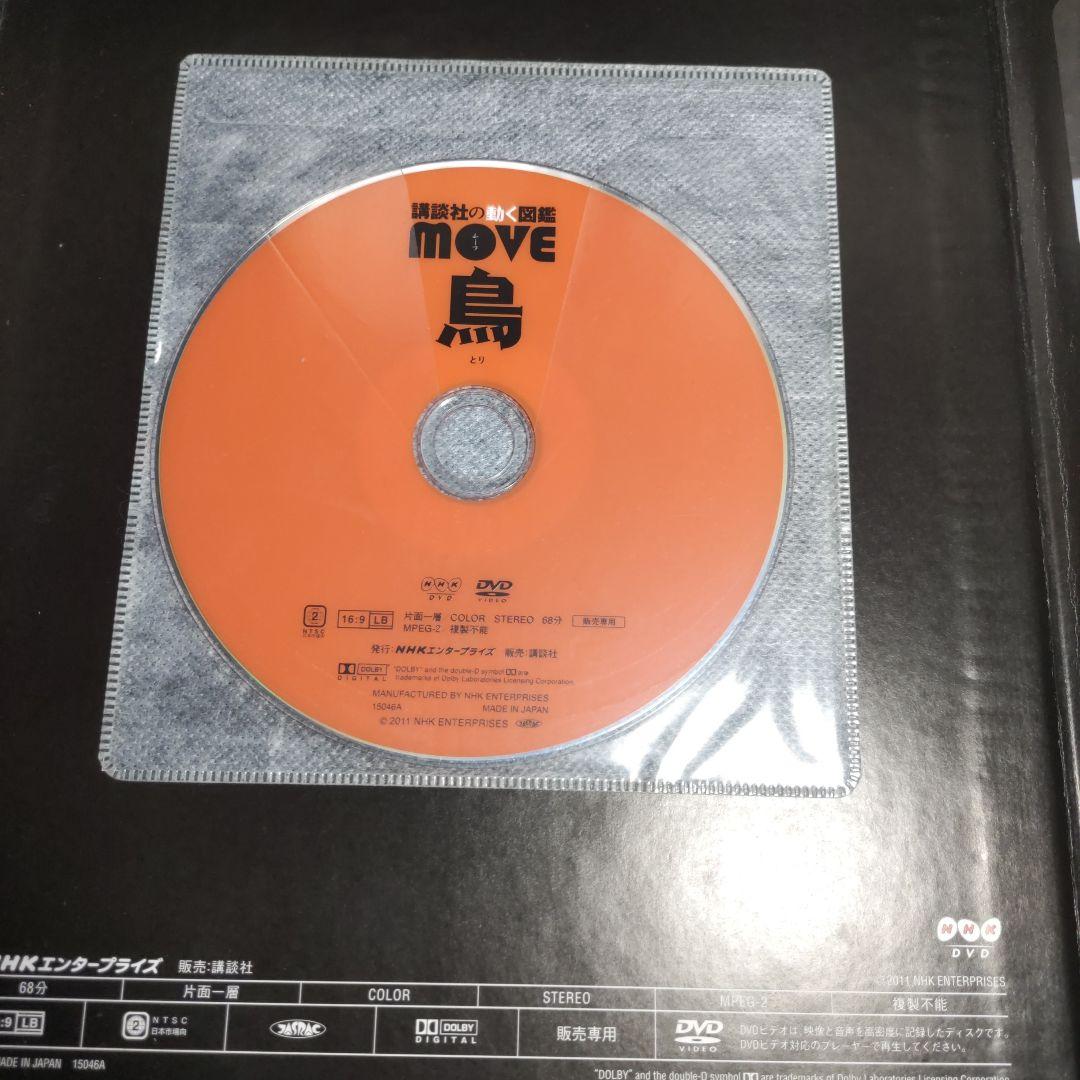 講談社の動く図鑑
MOVE
ムーブ
鳥
とり
NHK
DVD
DVD
VIDEO
2
NTSC
日本市場向
16:9 LB
片面一層 COLOR STEREO 68分 販売専用
MPEG-2 複製不能
発行:NHKエンタープライズ 販売:講談社
DOLBY
DIGITAL
"DOLBY" and the double-D symbol are
trademarks of Dolby Laboratories Licensing Corporation.
MANUFACTURED BY NHK ENTERPRISES
15046A MADE IN JAPAN
© 2011 NHK ENTERPRISES JASRAC
NHK
DVD
HKエンタープライズ 販売:講談社
©2011 NHK ENTERPRISES
68分 片面一層 COLOR STEREO MPEG-2 複製不能
:9 LB
2 NTSC
日本市場向
JASRAC
DOLBY
DIGITAL
販売専用
DVD
VIDEO
DVDビデオは、映像と音声を高密度に記録したディスクです。
DVDビデオ対応のプレーヤーで再生してください。
MADE IN JAPAN 15046A
"DOLBY" and the double-D symbol are trademarks of Dolby Laboratories Licensing Corporation